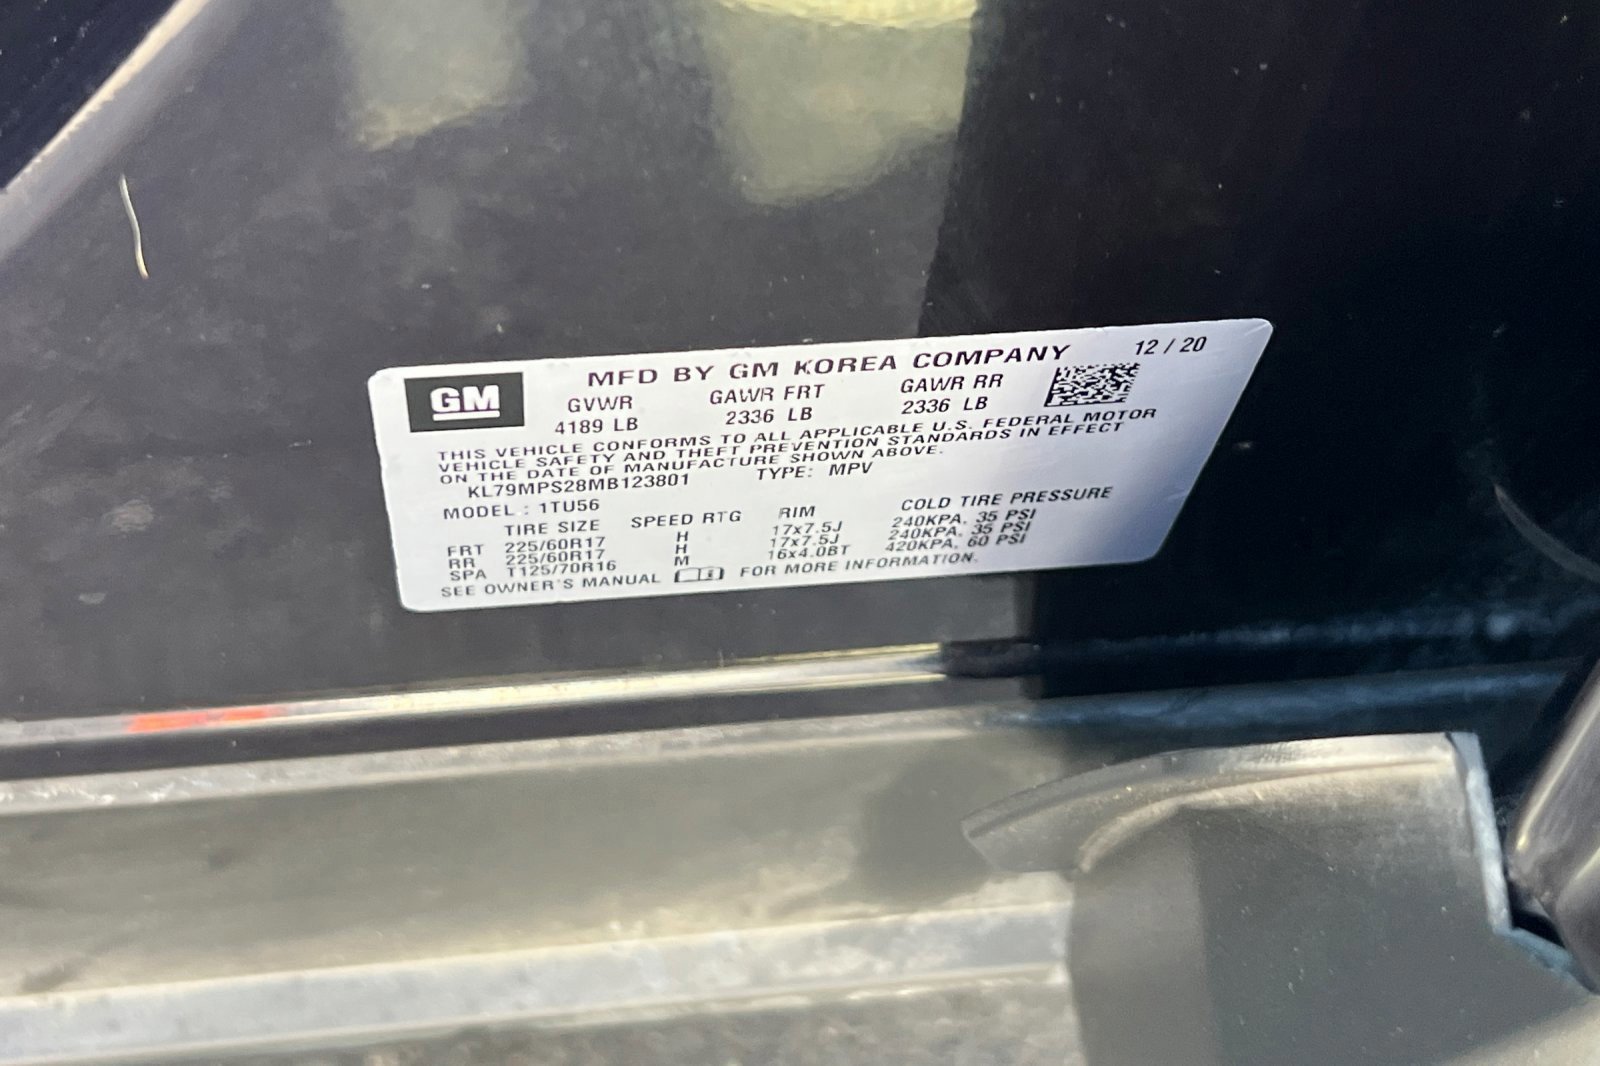 GM MFD BY GM KOREA COMPANY 12 / 20
GVWR GAWR FRT GAWR RR
4189 LB 2336 LB 2336 LB
THIS VEHICLE CONFORMS TO ALL APPLICABLE U.S. FEDERAL MOTOR
VEHICLE SAFETY AND THEFT PREVENTION STANDARDS IN EFFECT
ON THE DATE OF MANUFACTURE SHOWN ABOVE.
KL79MPS28MB123801 TYPE: MPV
MODEL : 1TU56
TIRE SIZE SPEED RTG RIM COLD TIRE PRESSURE
FRT 225/60R17 H 17x7.5J 240KPA, 35 PSI
RR 225/60R17 H 17x7.5J 240KPA, 35 PSI
SPA T125/70R16 M 16x4.0BT 420KPA, 60 PSI
SEE OWNER'S MANUAL FOR MORE INFORMATION.